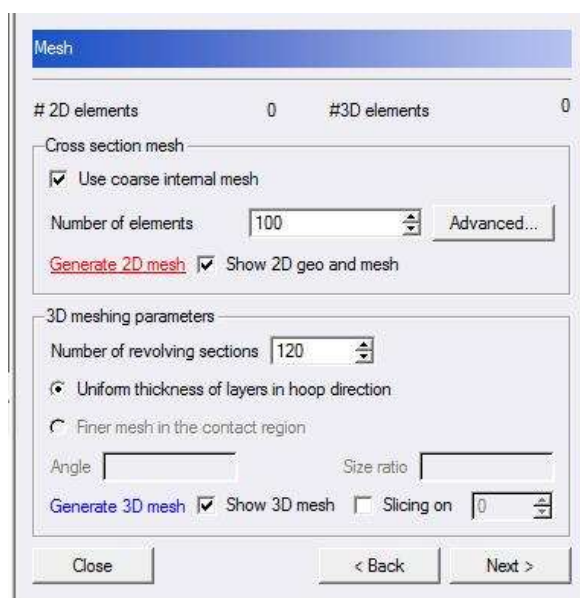 Mesh
# 2D elements 0 #3D elements 0
Cross section mesh
Use coarse internal mesh
Number of elements 100 Advanced...
Generate 2D mesh Show 2D geo and mesh
3D meshing parameters
Number of revolving sections 120
Uniform thickness of layers in hoop direction
Finer mesh in the contact region
Angle Size ratio
Generate 3D mesh Show 3D mesh Slicing on 0
Close < Back Next >